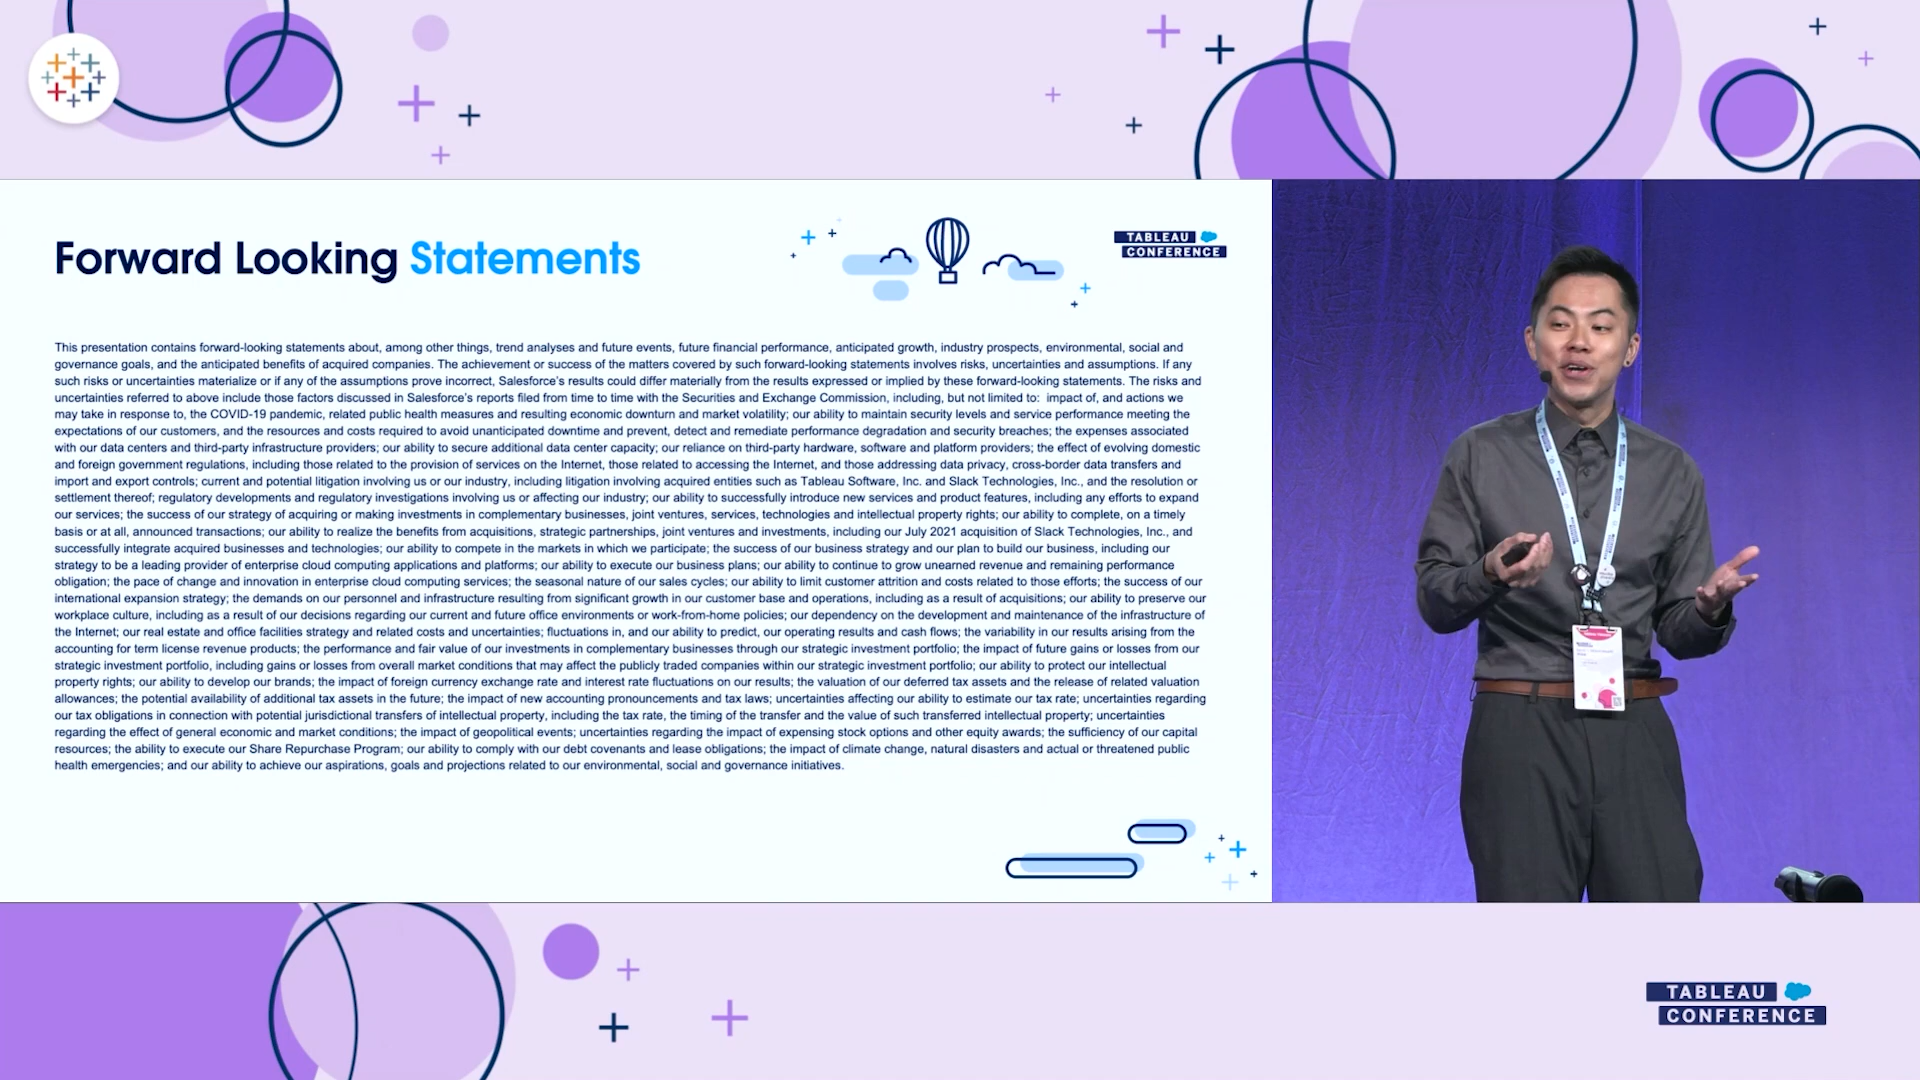 Forward Looking Statements
TABLEAU
CONFERENCE
This presentation contains forward-looking statements about, among other things, trend analyses and future events, future financial performance, anticipated growth, industry prospects, environmental, social and
governance goals, and the anticipated benefits of acquired companies. The achievement or success of the matters covered by such forward-looking statements involves risks, uncertainties and assumptions. If any
such risks or uncertainties materialize or if any of the assumptions prove incorrect, Salesforce's results could differ materially from the results expressed or implied by these forward-looking statements. The risks and
uncertainties referred to above include those factors discussed in Salesforce's reports filed from time to time with the Securities and Exchange Commission, including, but not limited to: impact of, and actions we
may take in response to, the COVID-19 pandemic, related public health measures and resulting economic downturn and market volatility; our ability to maintain security levels and service performance meeting the
expectations of our customers, and the resources and costs required to avoid unanticipated downtime and prevent, detect and remediate performance degradation and security breaches; the expenses associated
with our data centers and third-party infrastructure providers; our ability to secure additional data center capacity; our reliance on third-party hardware, software and platform providers; the effect of evolving domestic
and foreign government regulations, including those related to the provision of services on the Internet, those related to accessing the Internet, and those addressing data privacy, cross-border data transfers and
import and export controls; current and potential litigation involving us or our industry, including litigation involving acquired entities such as Tableau Software, Inc. and Slack Technologies, Inc., and the resolution or
settlement thereof; regulatory developments and regulatory investigations involving us or affecting our industry; our ability to successfully introduce new services and product features, including any efforts to expand
our services; the success of our strategy of acquiring or making investments in complementary businesses, joint ventures, services, technologies and intellectual property rights; our ability to complete, on a timely
basis or at all, announced transactions; our ability to realize the benefits from acquisitions, strategic partnerships, joint ventures and investments, including our July 2021 acquisition of Slack Technologies, Inc., and
successfully integrate acquired businesses and technologies; our ability to compete in the markets in which we participate; the success of our business strategy and our plan to build our business, including our
strategy to be a leading provider of enterprise cloud computing applications and platforms; our ability to execute our business plans; our ability to continue to grow unearned revenue and remaining performance
obligation; the pace of change and innovation in enterprise cloud computing services; the seasonal nature of our sales cycles; our ability to limit customer attrition and costs related to those efforts; the success of our
international expansion strategy; the demands on our personnel and infrastructure resulting from significant growth in our customer base and operations, including as a result of acquisitions; our ability to preserve our
workplace culture, including as a result of our decisions regarding our current and future office environments or work-from-home policies; our dependency on the development and maintenance of the infrastructure of
the Internet; our real estate and office facilities strategy and related costs and uncertainties; fluctuations in, and our ability to predict, our operating results and cash flows; the variability in our results arising from the
accounting for term license revenue products; the performance and fair value of our investments in complementary businesses through our strategic investment portfolio; the impact of future gains or losses from our
strategic investment portfolio, including gains or losses from overall market conditions that may affect the publicly traded companies within our strategic investment portfolio; our ability to protect our intellectual
property rights; our ability to develop our brands; the impact of foreign currency exchange rate and interest rate fluctuations on our results; the valuation of our deferred tax assets and the release of related valuation
allowances; the potential availability of additional tax assets in the future; the impact of new accounting pronouncements and tax laws; uncertainties affecting our ability to estimate our tax rate; uncertainties regarding
our tax obligations in connection with potential jurisdictional transfers of intellectual property, including the tax rate, the timing of the transfer and the value of such transferred intellectual property; uncertainties
regarding the effect of general economic and market conditions; the impact of geopolitical events; uncertainties regarding the impact of expensing stock options and other equity awards; the sufficiency of our capital
resources; the ability to execute our Share Repurchase Program; our ability to comply with our debt covenants and lease obligations; the impact of climate change, natural disasters and actual or threatened public
health emergencies; and our ability to achieve our aspirations, goals and projections related to our environmental, social and governance initiatives.
TABLEAU
CONFERENCE